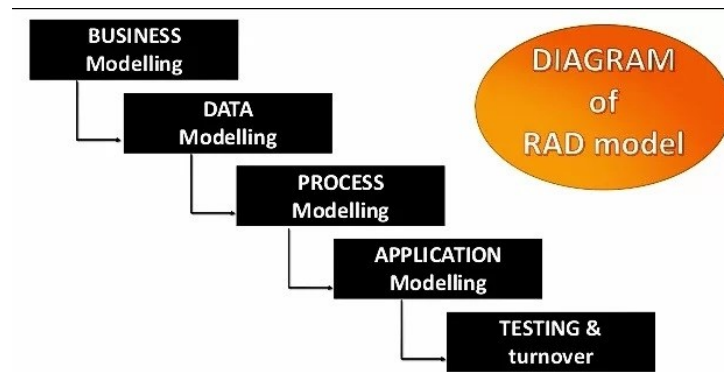 BUSINESS
Modelling
DIAGRAM
of
RAD model
DATA
Modelling
PROCESS
Modelling
APPLICATION
Modelling
TESTING &
turnover